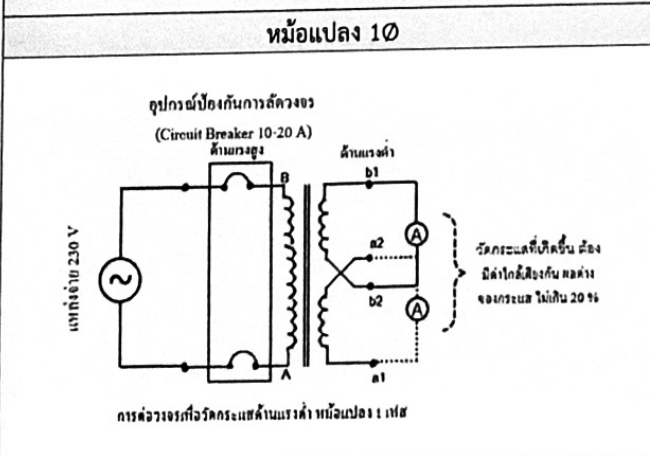 หม้อแปลง 1Ø
อุปกรณ์ป้องกันการลัดวงจร
(Circuit Breaker 10-20 A)
ด้านแรงสูง
ด้านแรงต่ำ
B
b1
A
a2
วัดกระแสที่เกิดขึ้น ต้อง
มีค่าใกล้เคียงกัน ผลต่าง
ของกระแส ไม่เกิน 20 %
แหล่งจ่าย 230 V
b2
A
A
a1
การต่อวงจรเพื่อวัดกระแสด้านแรงต่ำ หม้อแปลง 1 เฟส